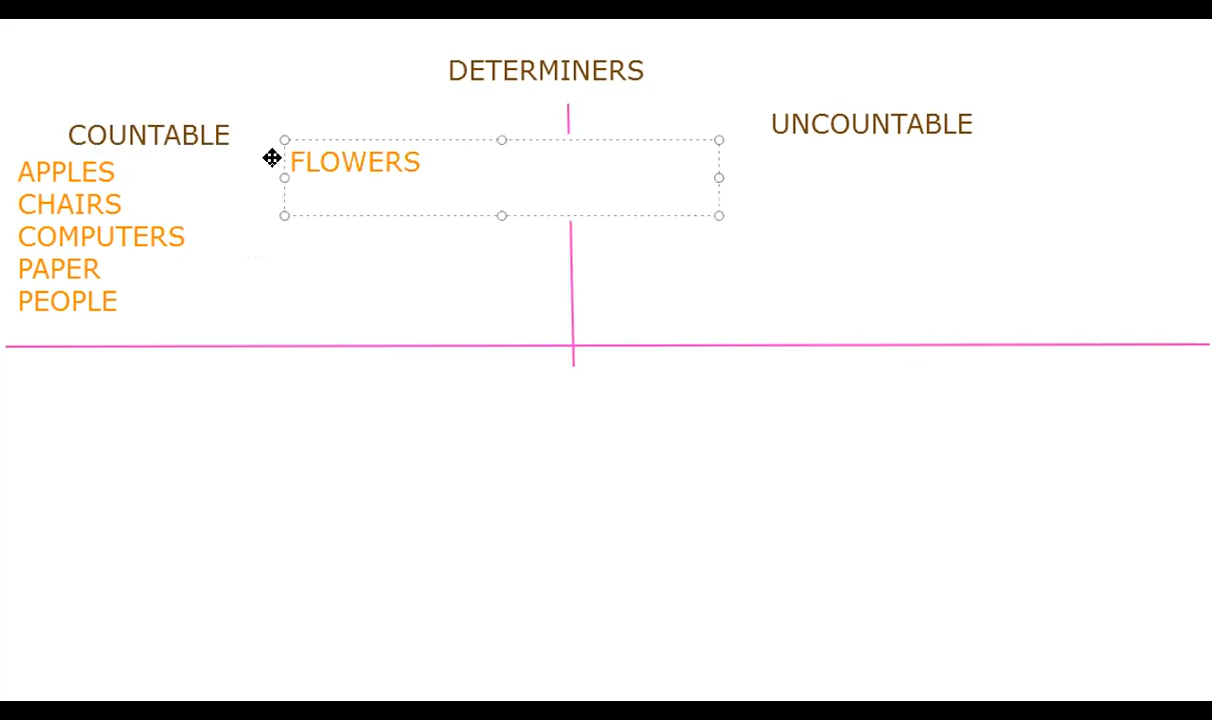 DETERMINERS
COUNTABLE
UNCOUNTABLE
FLOWERS
APPLES
CHAIRS
COMPUTERS
PAPER
PEOPLE